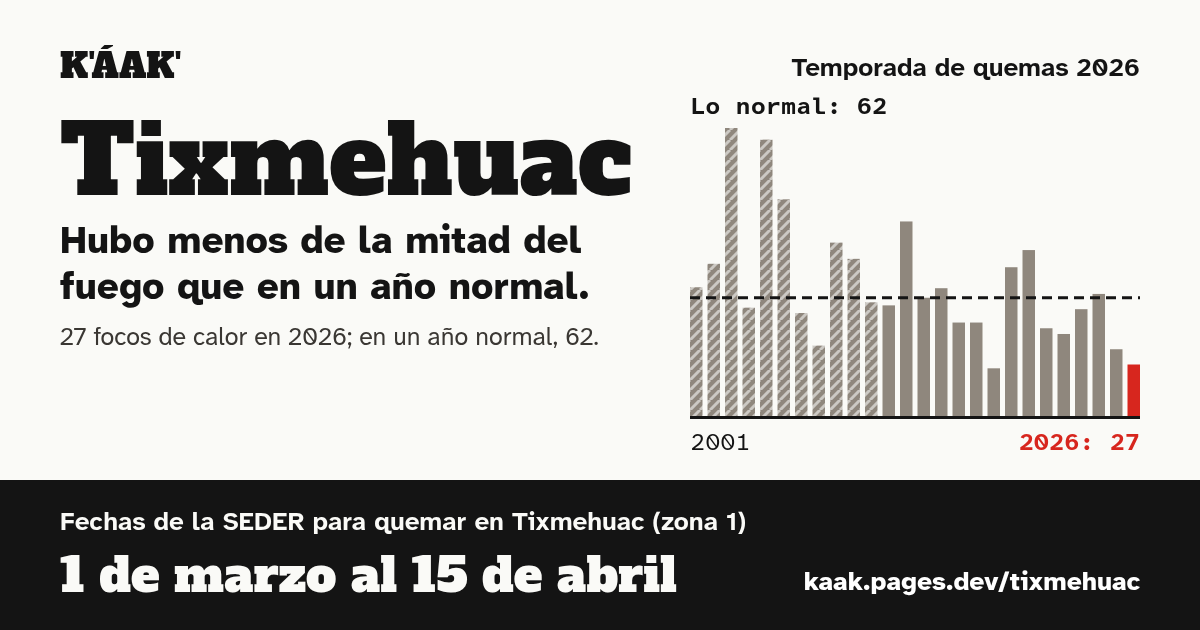 K'ÁAK'
Temporada de quemas 2026
Tixmehuac
Hubo menos de la mitad del
fuego que en un año normal.
27 focos de calor en 2026; en un año normal, 62.
Lo normal: 62
2001
2026: 27
Fechas de la SEDER para quemar en Tixmehuac (zona 1)
1 de marzo al 15 de abril
kaak.pages.dev/tixmehuac